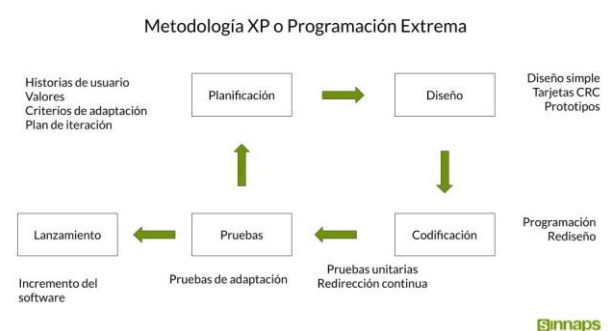 Metodología XP o Programación Extrema
Historias de usuario
Valores
Criterios de adaptación
Plan de iteración
Planificación
Diseño
Diseño simple
Tarjetas CRC
Prototipos
Lanzamiento
Pruebas
Codificación
Programación
Rediseño
Incremento del
software
Pruebas de adaptación
Pruebas unitarias
Redirección continua
Sinnaps